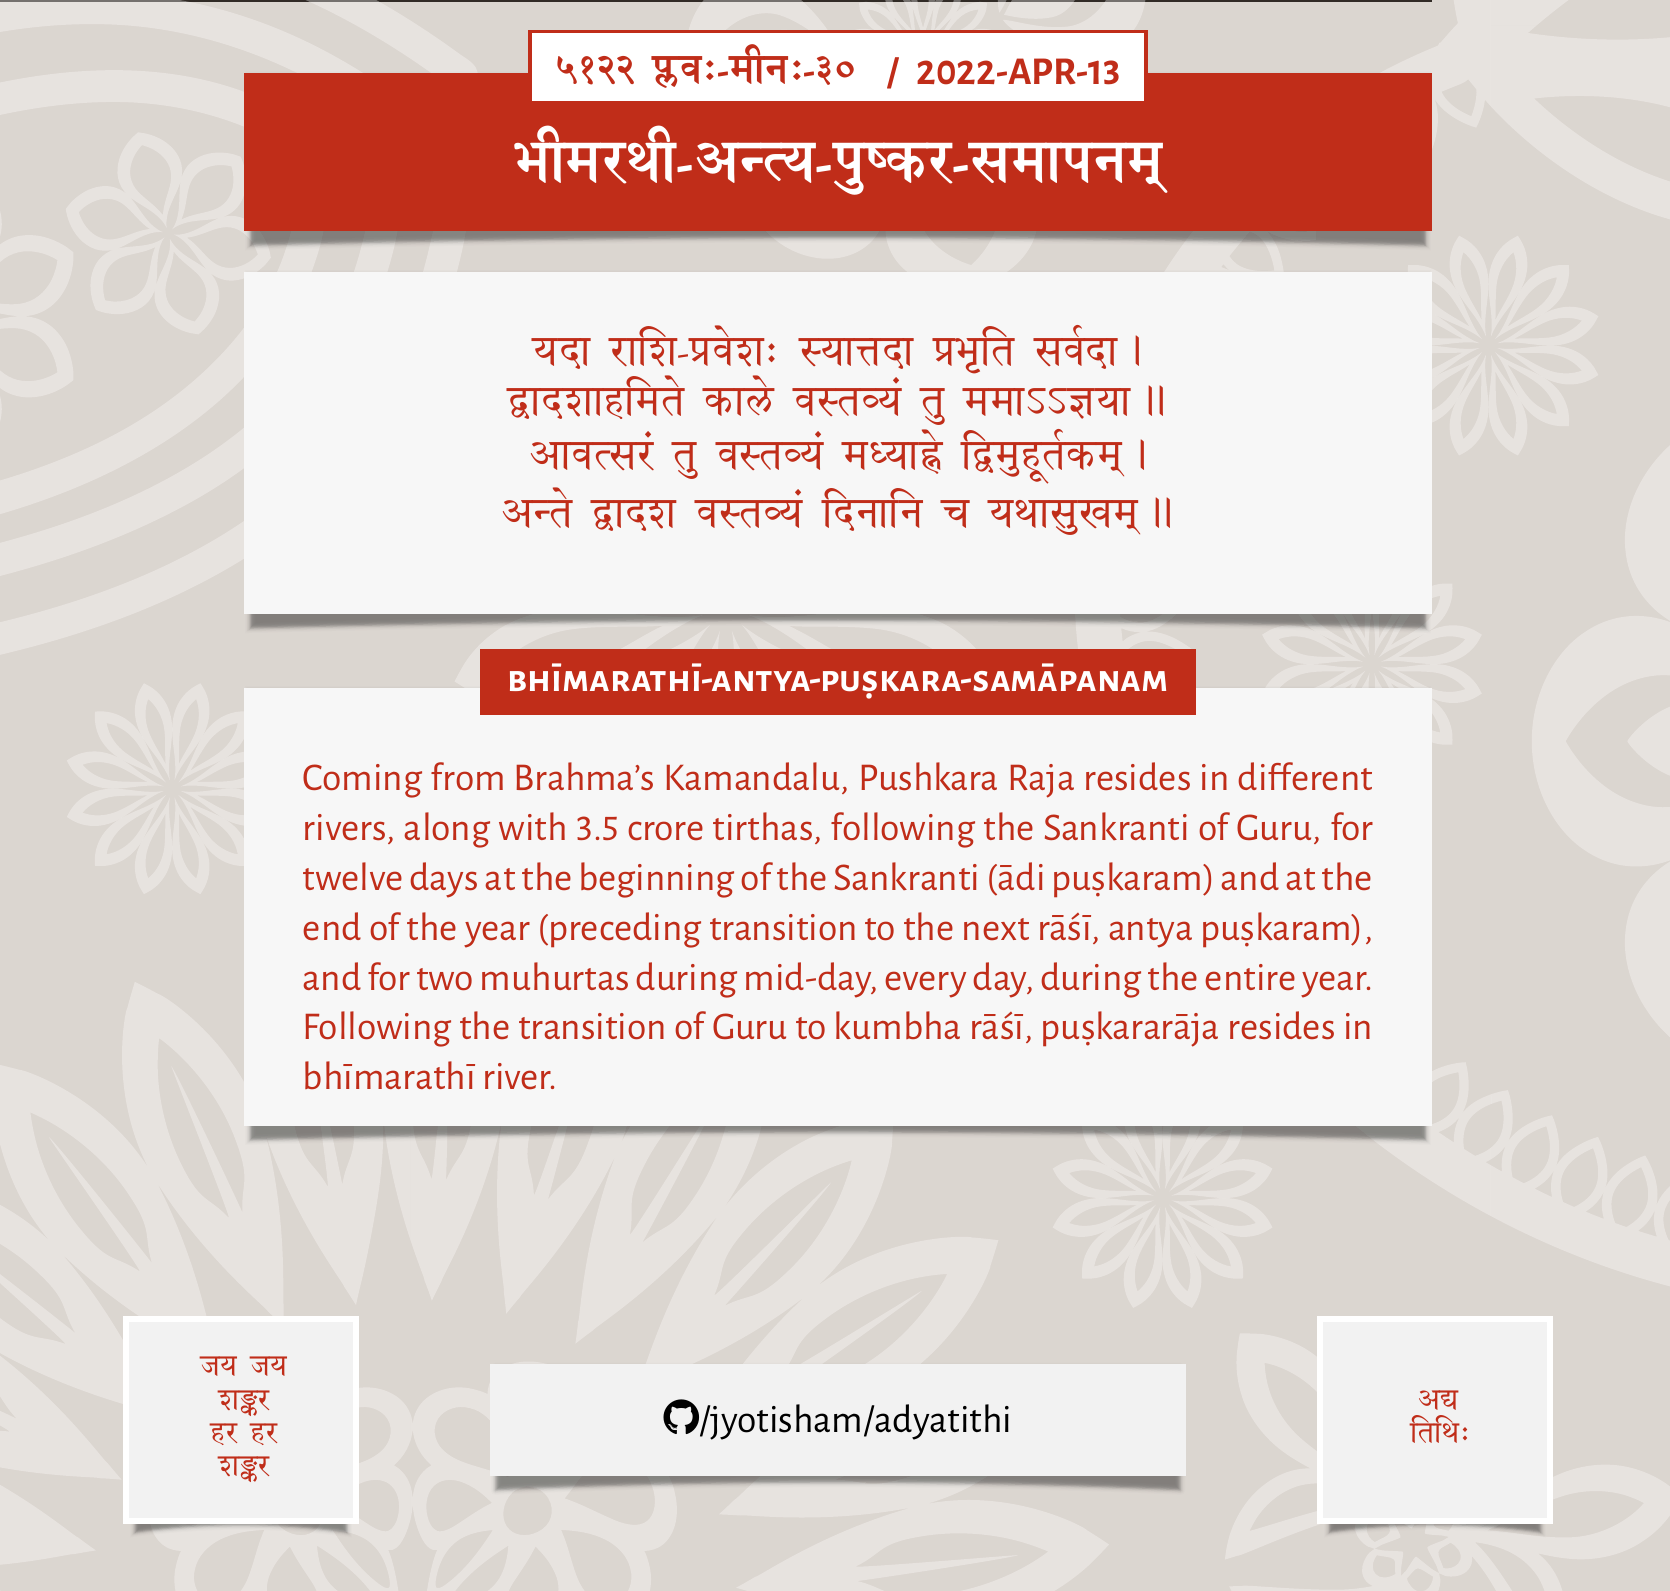 ५१२२ प्लवः-मीनः-३० / 2022-APR-13
भीमरथी-अन्त्य-पुष्कर-समापनम्
यदा राशि-प्रवेशः स्यात्तदा प्रभृति सर्वदा।
द्वादशाहमिते काले वस्तव्यं तु ममाऽऽज्ञया॥
आवत्सरं तु वस्तव्यं मध्याह्ने द्विमुहूर्तकम्।
अन्ते द्वादश वस्तव्यं दिनानि च यथासुखम्॥
BHĪMARATHĪ-ANTYA-PUṢKARA-SAMĀPANAM
Coming from Brahma’s Kamandalu, Pushkara Raja resides in different
rivers, along with 3.5 crore tirthas, following the Sankranti of Guru, for
twelve days at the beginning of the Sankranti (ādi puṣkaram) and at the
end of the year (preceding transition to the next rāśī, antya puṣkaram),
and for two muhurtas during mid-day, every day, during the entire year.
Following the transition of Guru to kumbha rāśī, puṣkararāja resides in
bhīmarathī river.
जय जय
शङ्कर
हर हर
शङ्कर
/jyotisham/adyatithi
अद्य
तिथिः